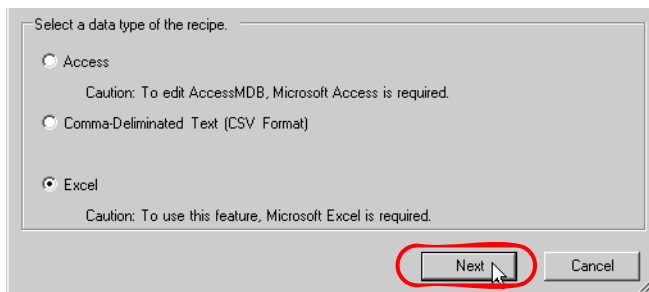 Select a data type of the recipe.
Access
Caution: To edit AccessMDB, Microsoft Access is required.
Comma-Deliminated Text (CSV Format)
Excel
Caution: To use this feature, Microsoft Excel is required.
Next Cancel